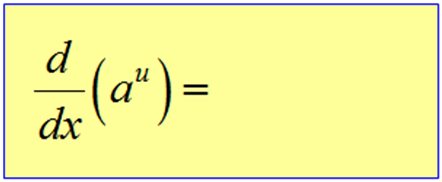 d/dx (a^u) =